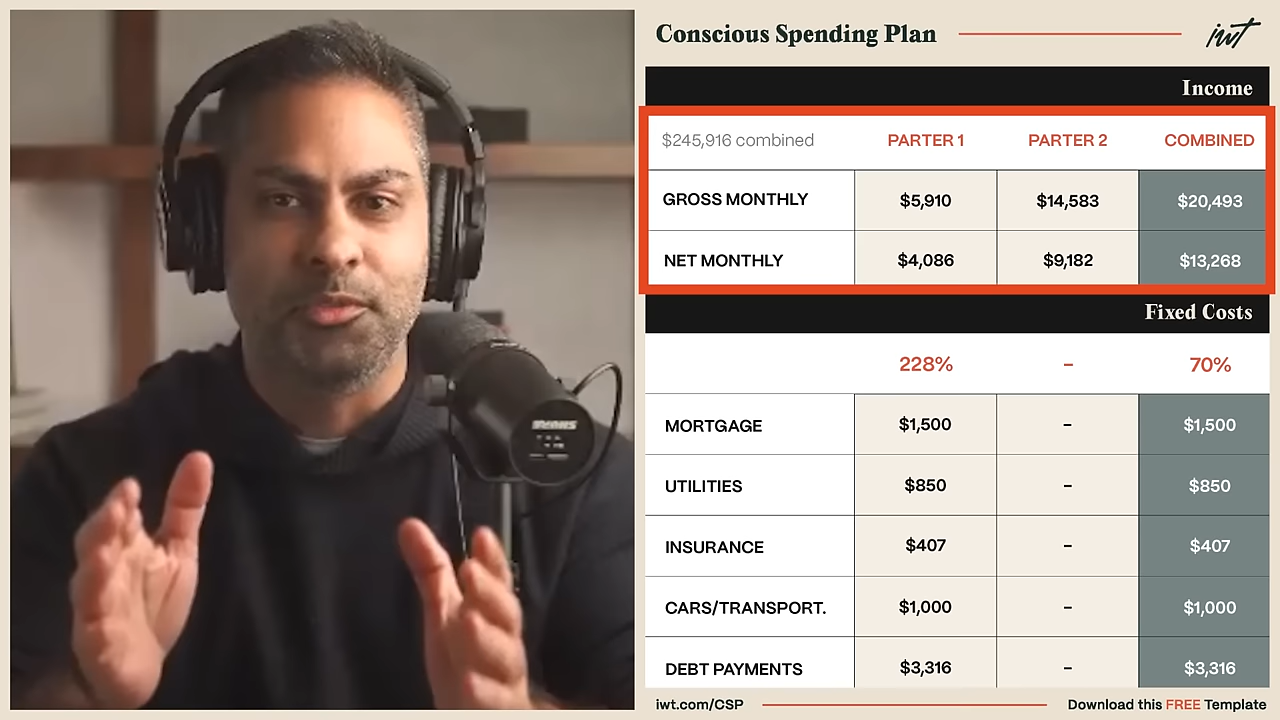 Conscious Spending Plan iwt
Income
$245,916 combined PARTER 1 PARTER 2 COMBINED
GROSS MONTHLY $5,910 $14,583 $20,493
NET MONTHLY $4,086 $9,182 $13,268
Fixed Costs
228% – 70%
MORTGAGE $1,500 – $1,500
UTILITIES $850 – $850
INSURANCE $407 – $407
CARS/TRANSPORT. $1,000 – $1,000
DEBT PAYMENTS $3,316 – $3,316
iwt.com/CSP Download this FREE Template